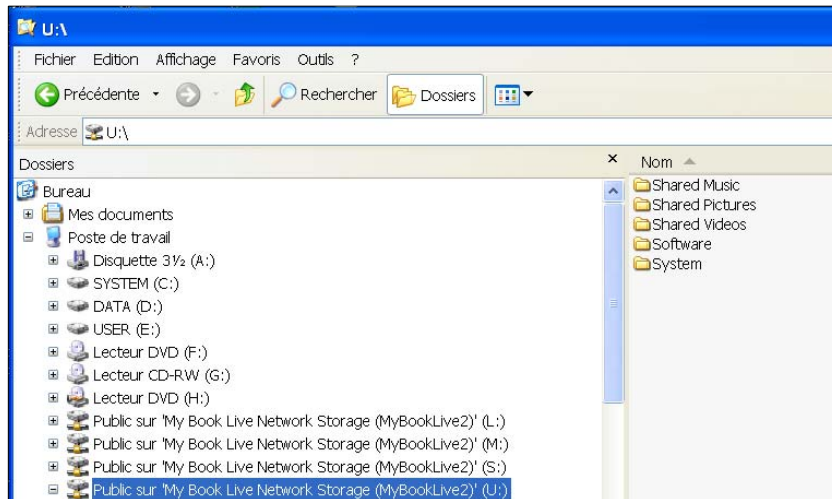 U:\
Fichier Edition Affichage Favoris Outils ?
Précédente Rechercher Dossiers
Adresse U:\
Dossiers
Nom
Bureau
Mes documents
Poste de travail
Disquette 3½ (A:)
SYSTEM (C:)
DATA (D:)
USER (E:)
Lecteur DVD (F:)
Lecteur CD-RW (G:)
Lecteur DVD (H:)
Public sur 'My Book Live Network Storage (MyBookLive2)' (L:)
Public sur 'My Book Live Network Storage (MyBookLive2)' (M:)
Public sur 'My Book Live Network Storage (MyBookLive2)' (S:)
Public sur 'My Book Live Network Storage (MyBookLive2)' (U:)
Shared Music
Shared Pictures
Shared Videos
Software
System